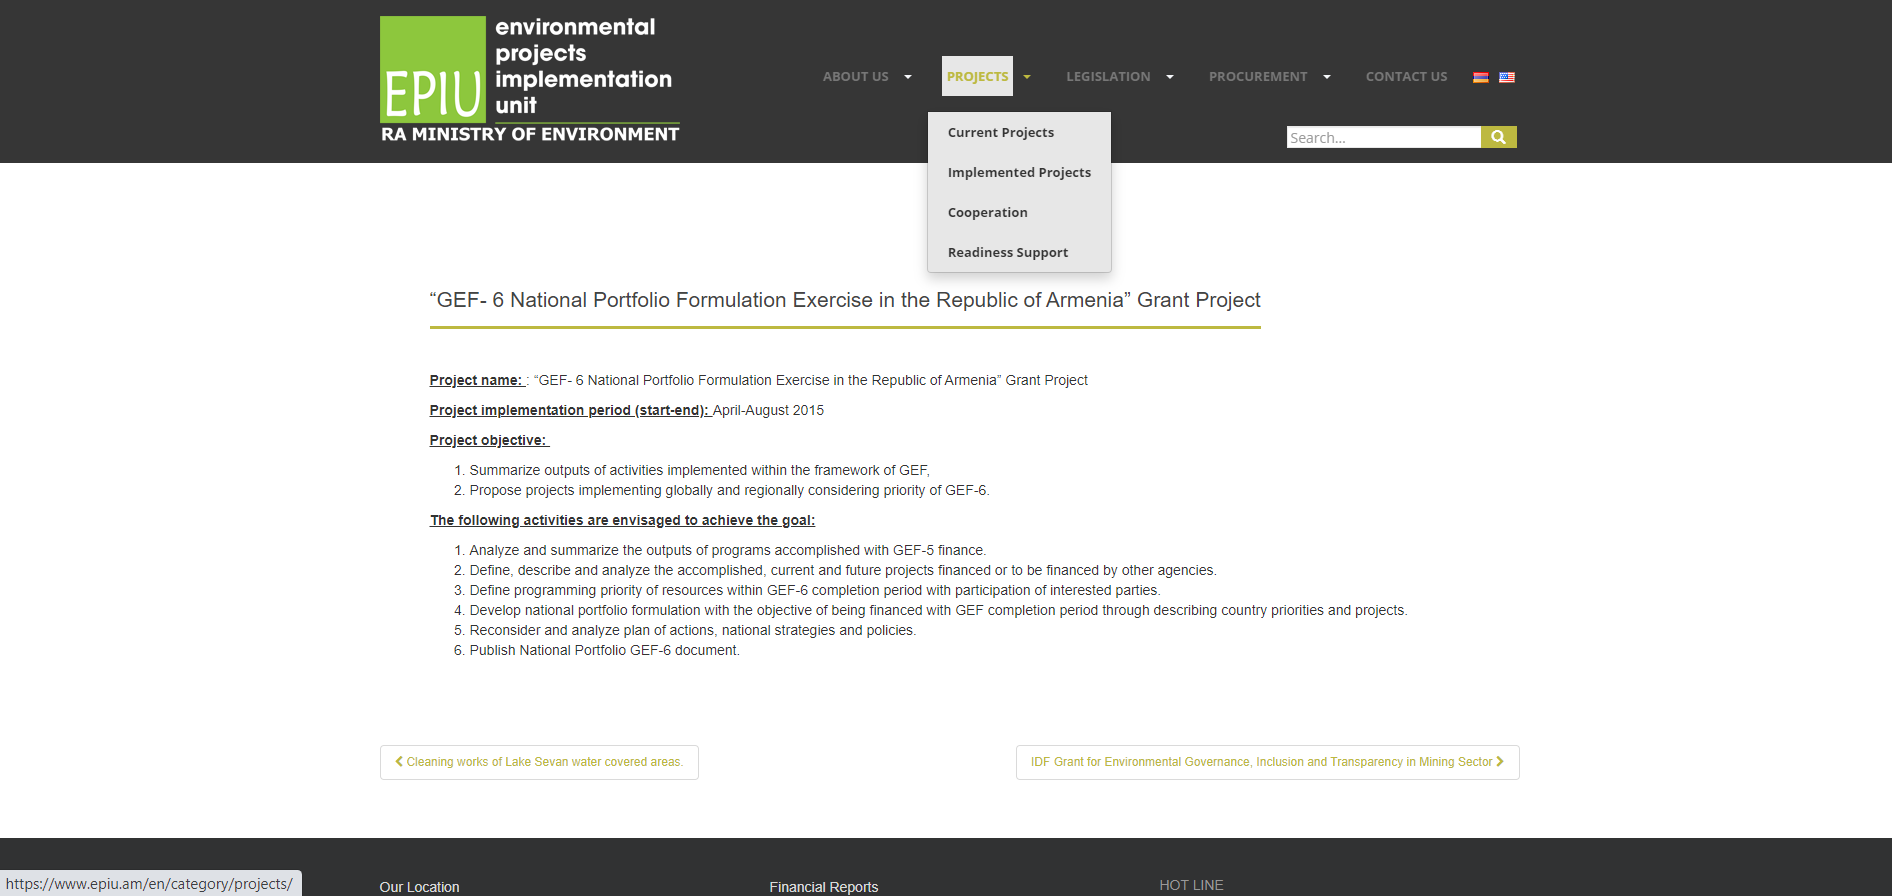 environmental
projects
implementation
unit
EPIU
RA MINISTRY OF ENVIRONMENT
ABOUT US
PROJECTS
LEGISLATION
PROCUREMENT
CONTACT US
Search...
Current Projects
Implemented Projects
Cooperation
Readiness Support
“GEF- 6 National Portfolio Formulation Exercise in the Republic of Armenia” Grant Project
Project name: : “GEF- 6 National Portfolio Formulation Exercise in the Republic of Armenia” Grant Project
Project implementation period (start-end): April-August 2015
Project objective:
1. Summarize outputs of activities implemented within the framework of GEF,
2. Propose projects implementing globally and regionally considering priority of GEF-6.
The following activities are envisaged to achieve the goal:
1. Analyze and summarize the outputs of programs accomplished with GEF-5 finance.
2. Define, describe and analyze the accomplished, current and future projects financed or to be financed by other agencies.
3. Define programming priority of resources within GEF-6 completion period with participation of interested parties.
4. Develop national portfolio formulation with the objective of being financed with GEF completion period through describing country priorities and projects.
5. Reconsider and analyze plan of actions, national strategies and policies.
6. Publish National Portfolio GEF-6 document.
Cleaning works of Lake Sevan water covered areas.
IDF Grant for Environmental Governance, Inclusion and Transparency in Mining Sector
https://www.epiu.am/en/category/projects/
Our Location
Financial Reports
HOT LINE